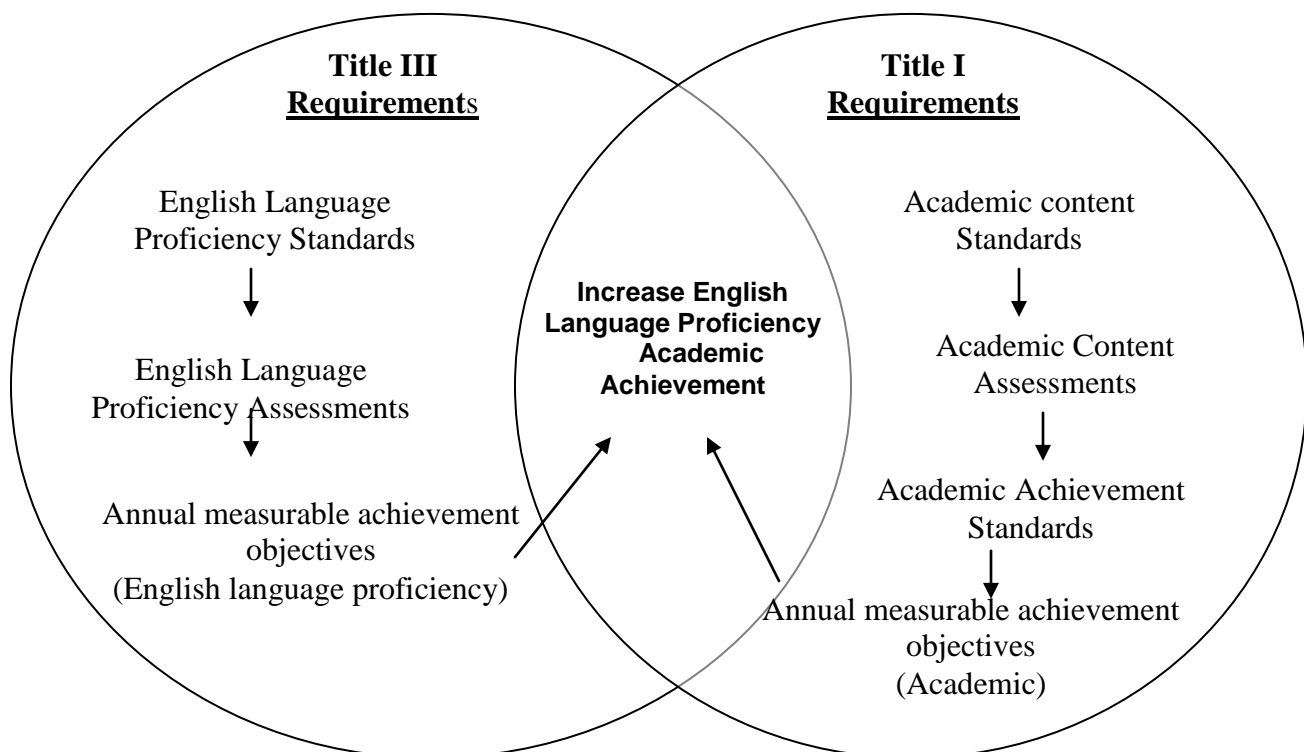 Title III
Requirements
English Language
Proficiency Standards
English Language
Proficiency Assessments
Annual measurable achievement
objectives
(English language proficiency)
Increase English
Language Proficiency
Academic
Achievement
Title I
Requirements
Academic content
Standards
Academic Content
Assessments
Academic Achievement
Standards
Annual measurable achievement
objectives
(Academic)